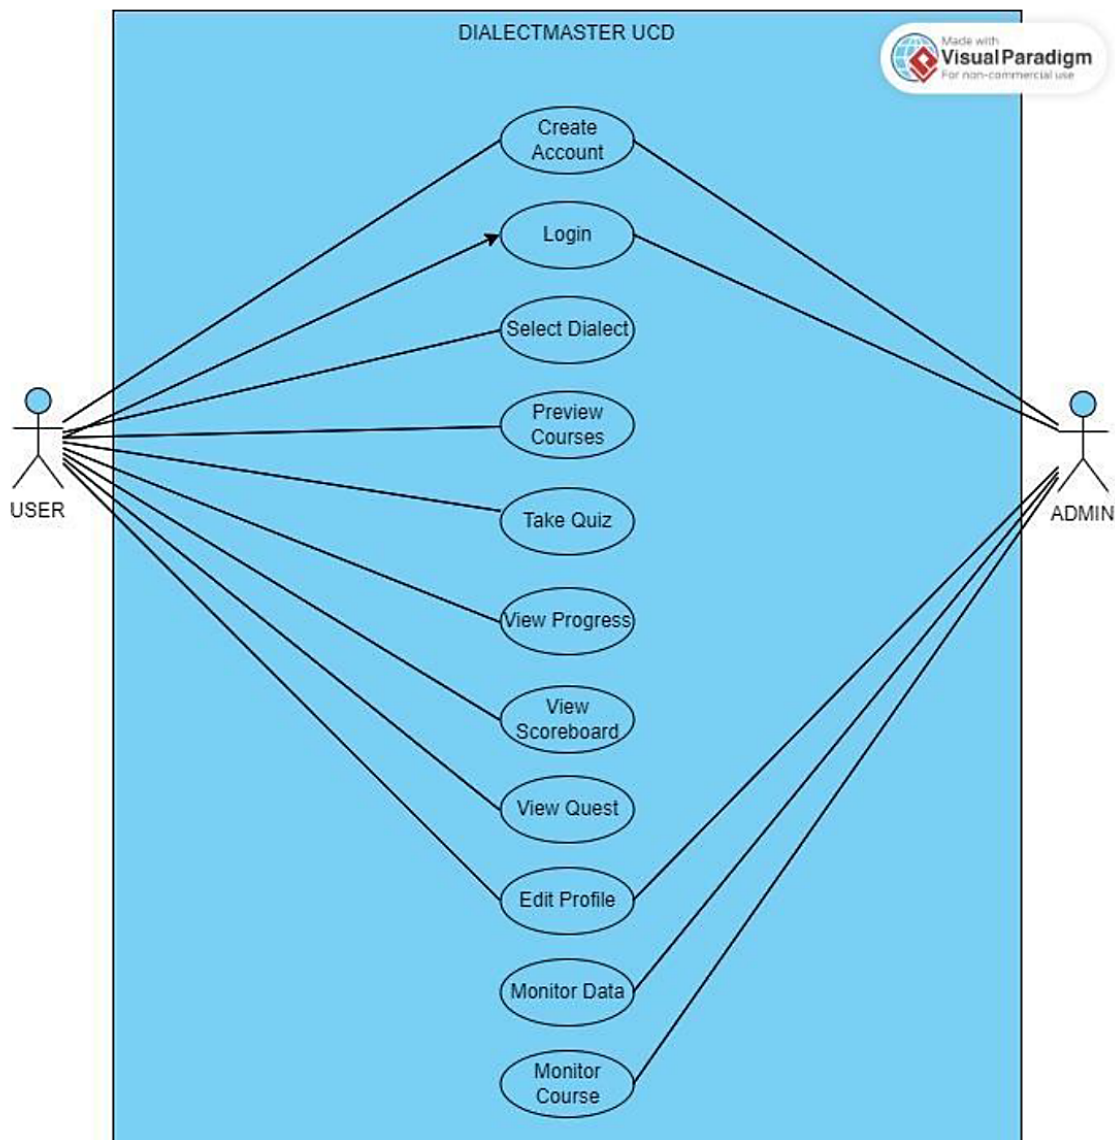 DIALECTMASTER UCD
Made with
Visual Paradigm
For non-commercial use
Create
Account
Login
Select Dialect
Preview
Courses
Take Quiz
View Progress
View
Scoreboard
View Quest
Edit Profile
Monitor Data
Monitor
Course
USER
ADMIN